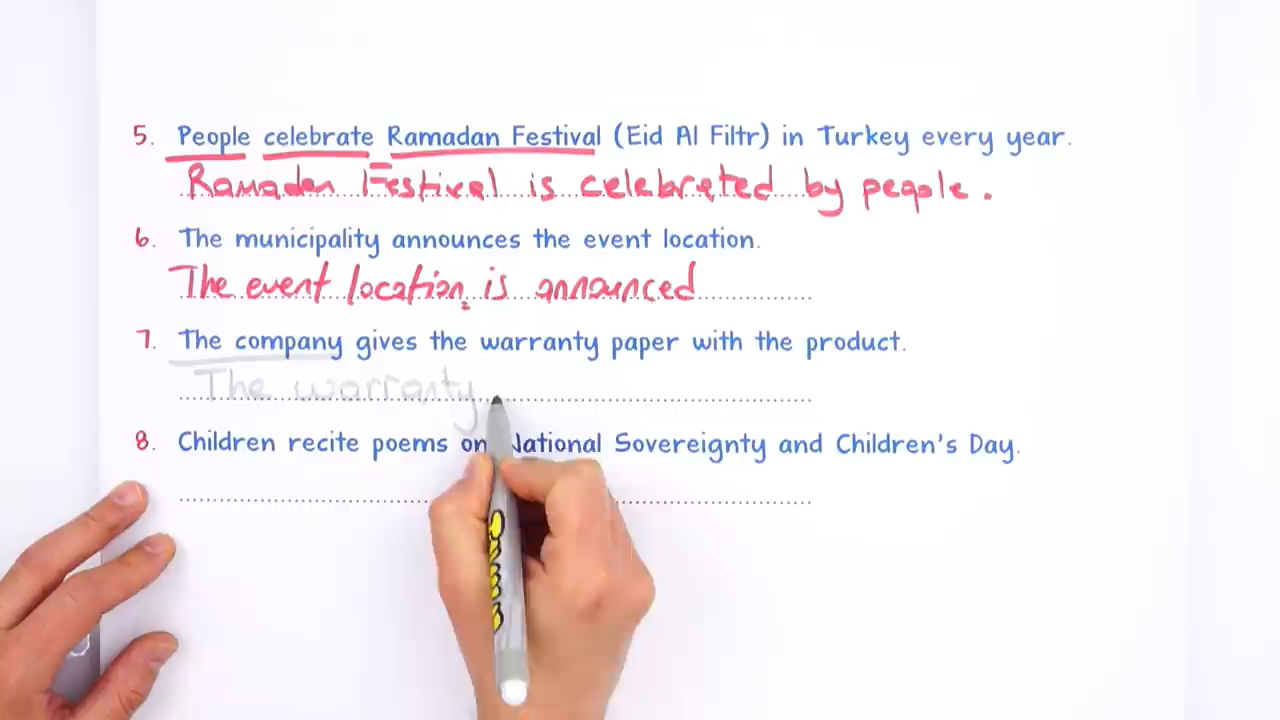 5. People celebrate Ramadan Festival (Eid Al Filtr) in Turkey every year.
Ramadan Festival is celebrated by people.
6. The municipality announces the event location.
The event location is announced
7. The company gives the warranty paper with the product.
The warranty
8. Children recite poems on National Sovereignty and Children's Day.